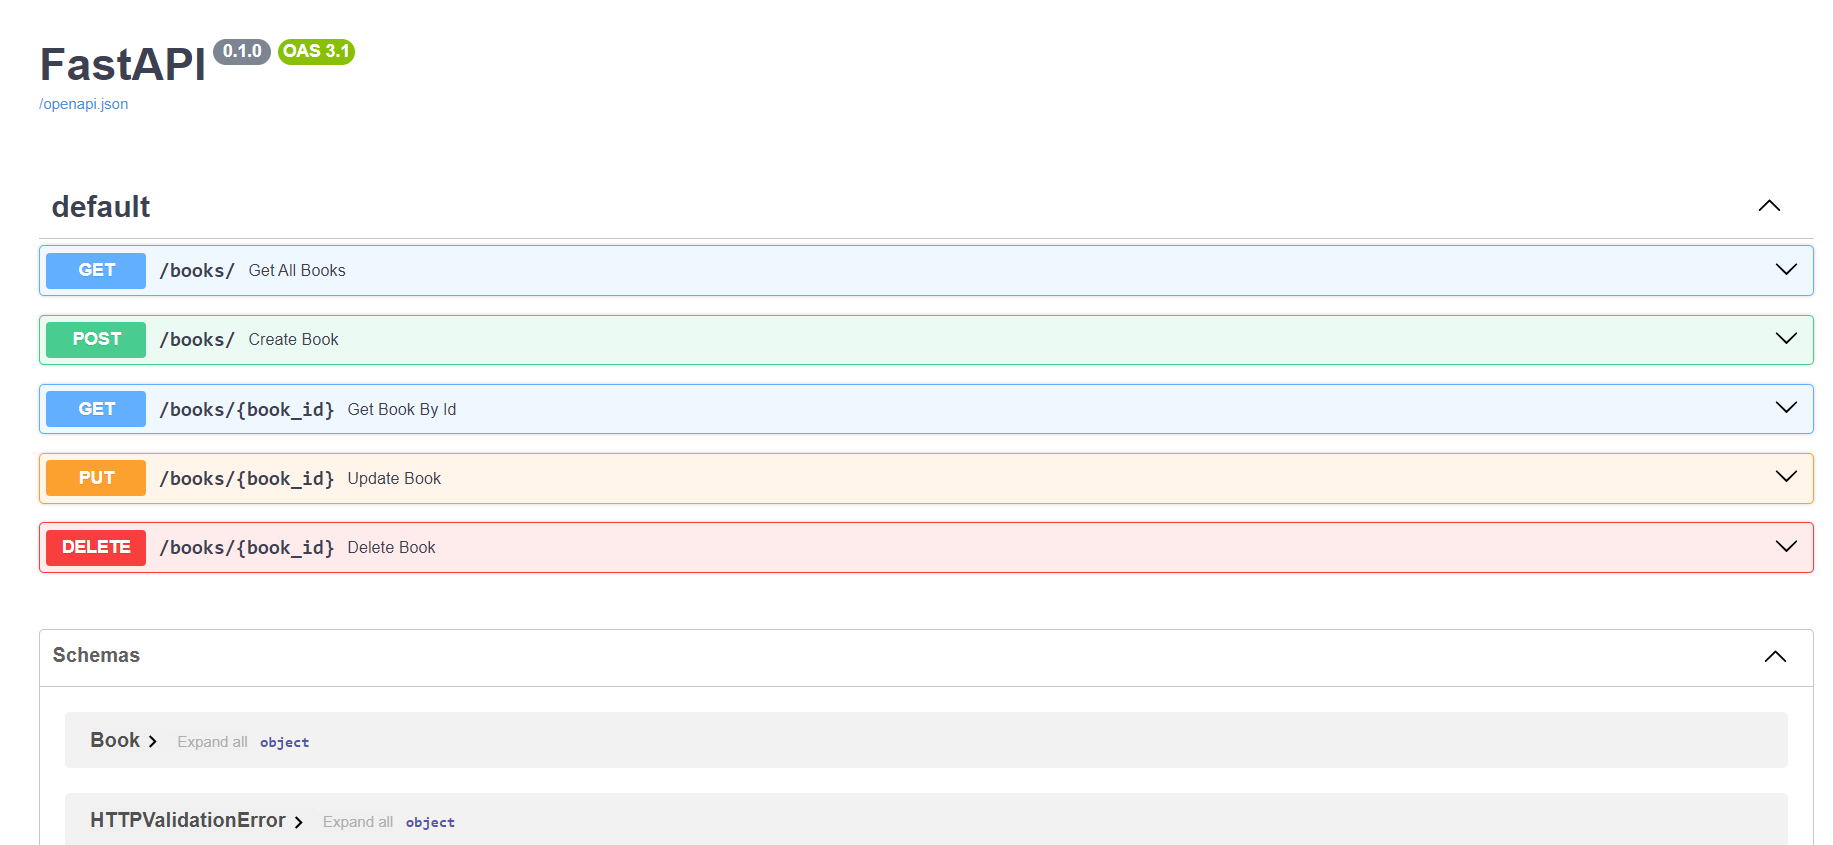 FastAPI 0.1.0 OAS 3.1
/openapi.json
default
GET /books/ Get All Books
POST /books/ Create Book
GET /books/{book_id} Get Book By Id
PUT /books/{book_id} Update Book
DELETE /books/{book_id} Delete Book
Schemas
Book Expand all object
HTTPValidationError Expand all object